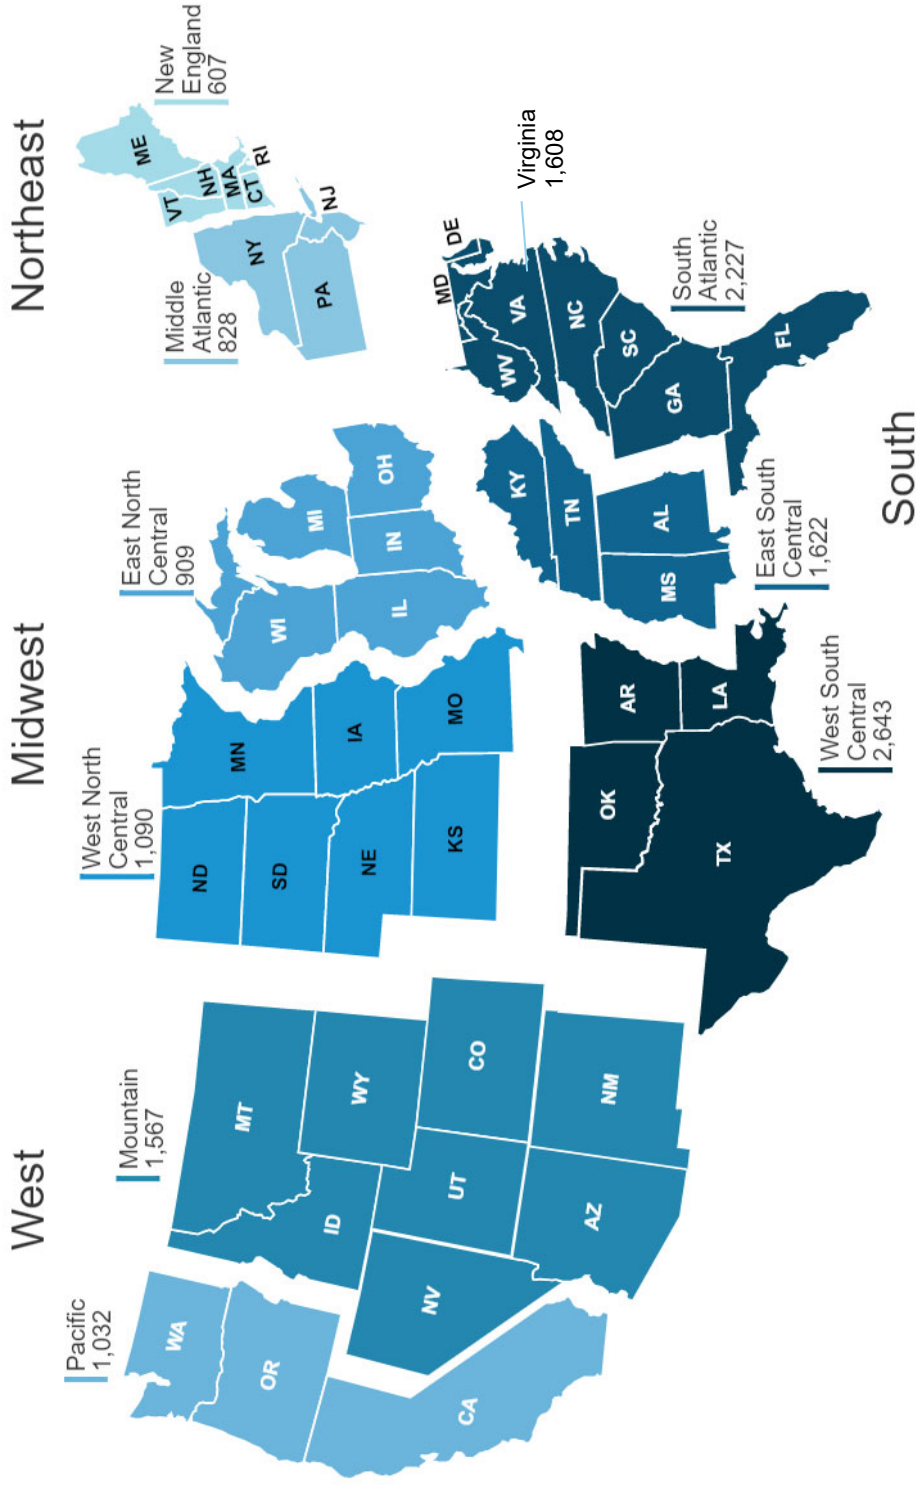 West
Midwest
Northeast
Pacific
1,032
Mountain
1,567
West North
Central
1,090
East North
Central
909
Middle
Atlantic
828
New
England
607
WA
OR
CA
MT
ID
WY
NV
UT
CO
AZ
NM
ND
SD
NE
KS
MN
IA
MO
WI
MI
IL
IN
OH
NY
PA
NJ
ME
VT
NH
MA
CT
RI
OK
TX
AR
LA
KY
TN
MS
AL
MD
DE
WV
VA
NC
SC
GA
FL
Virginia
1,608
South
Atlantic
2,227
East South
Central
1,622
West South
Central
2,643
South